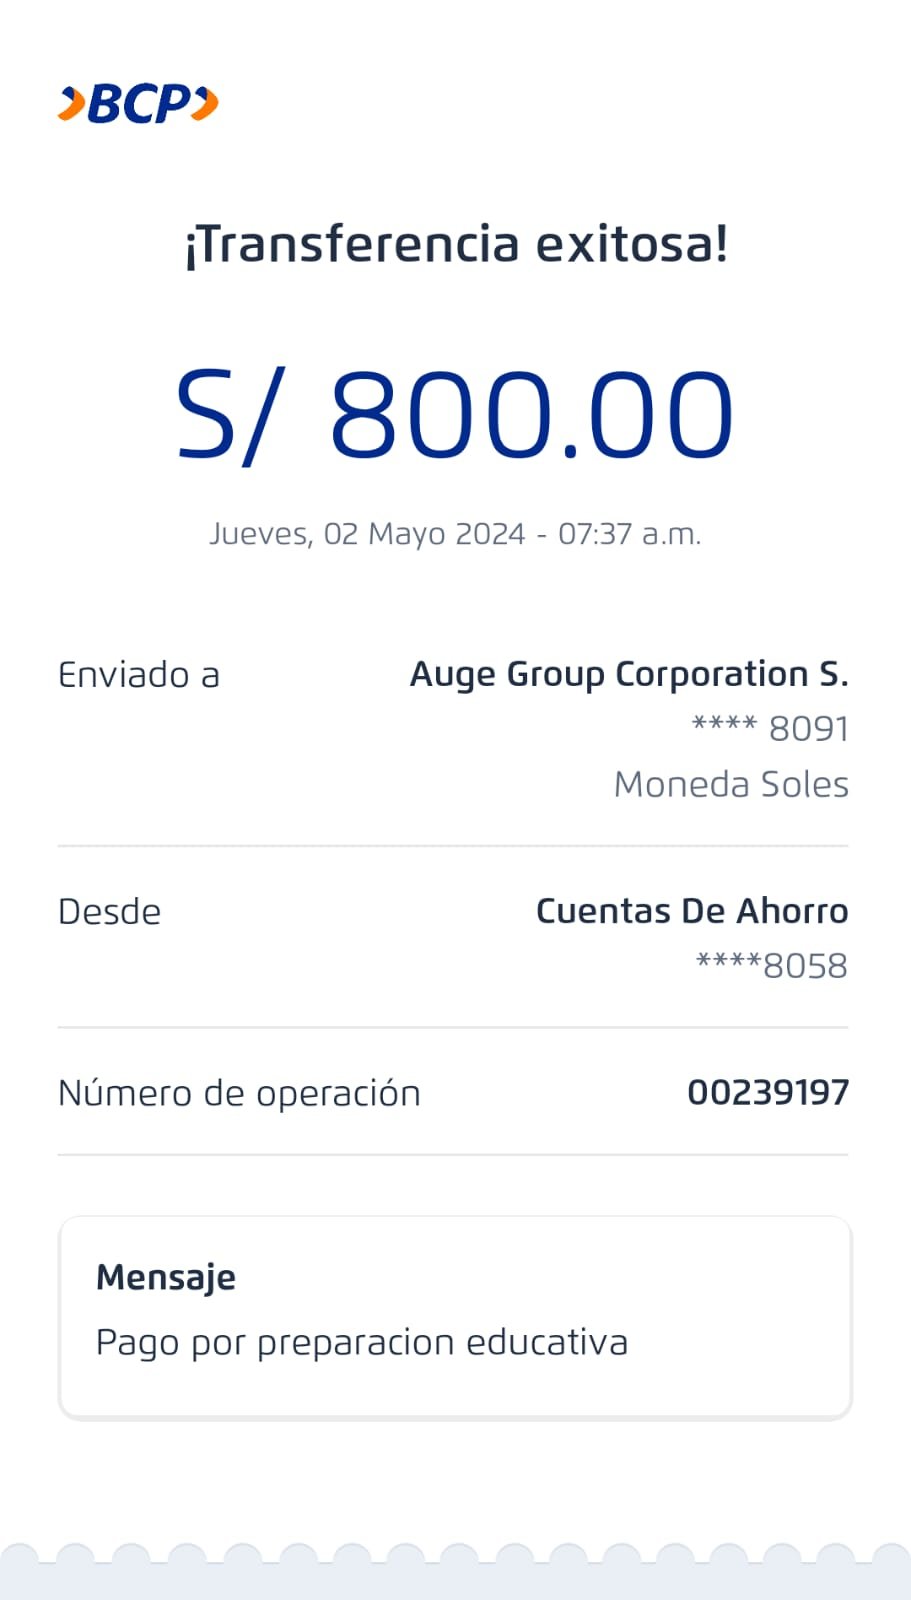 BCP
¡Transferencia exitosa!
S/ 800.00
Jueves, 02 Mayo 2024 - 07:37 a.m.
Enviado a
Auge Group Corporation S.
**** 8091
Moneda Soles
Desde
Cuentas De Ahorro
****8058
Número de operación
00239197
Mensaje
Pago por preparacion educativa